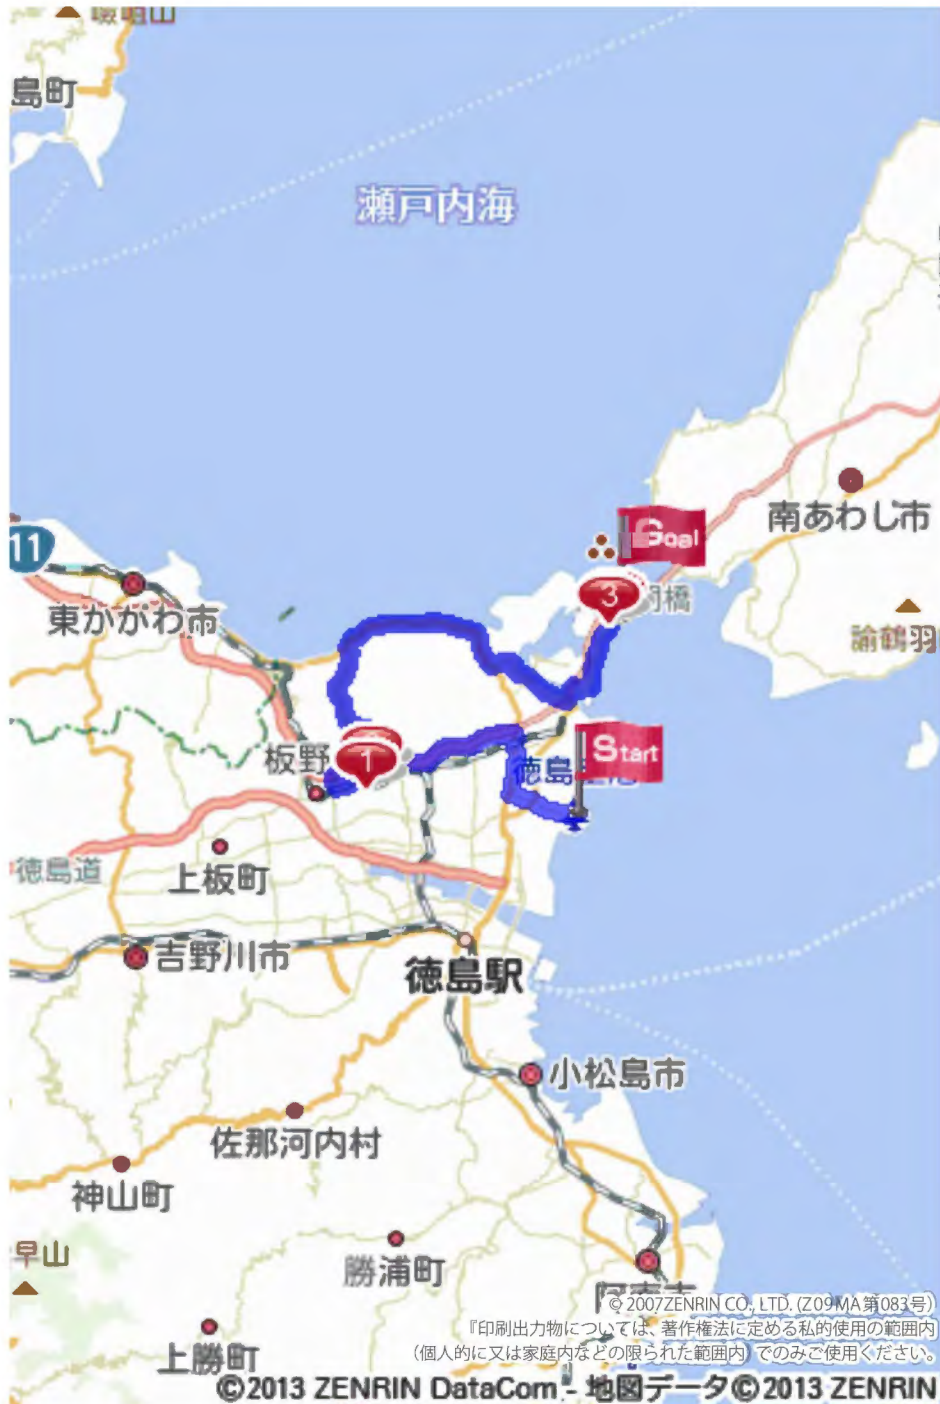 島町
瀬戸内海
南あわじ市
Goal
11
3
東かがわ市
諭鶴羽
板野
1
Start
徳島
徳島道
上板町
吉野川市
徳島駅
小松島市
佐那河内村
神山町
勝浦町
上勝町
©2007ZENRIN CO., LTD. (Z09MA第083号)
『印刷出力物については、著作権法に定める私的使用の範囲内
(個人的に又は家庭内などの限られた範囲内)でのみご使用ください。
©2013 ZENRIN DataCom - 地図データ©2013 ZENRIN